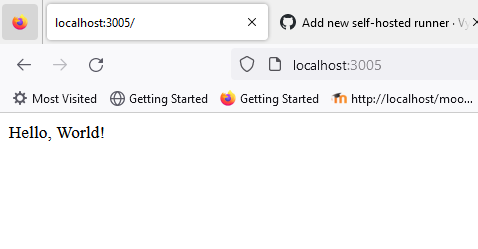 localhost:3005/ Add new self-hosted runner · Vy
localhost:3005
Most Visited Getting Started Getting Started http://localhost/moo...
Hello, World!